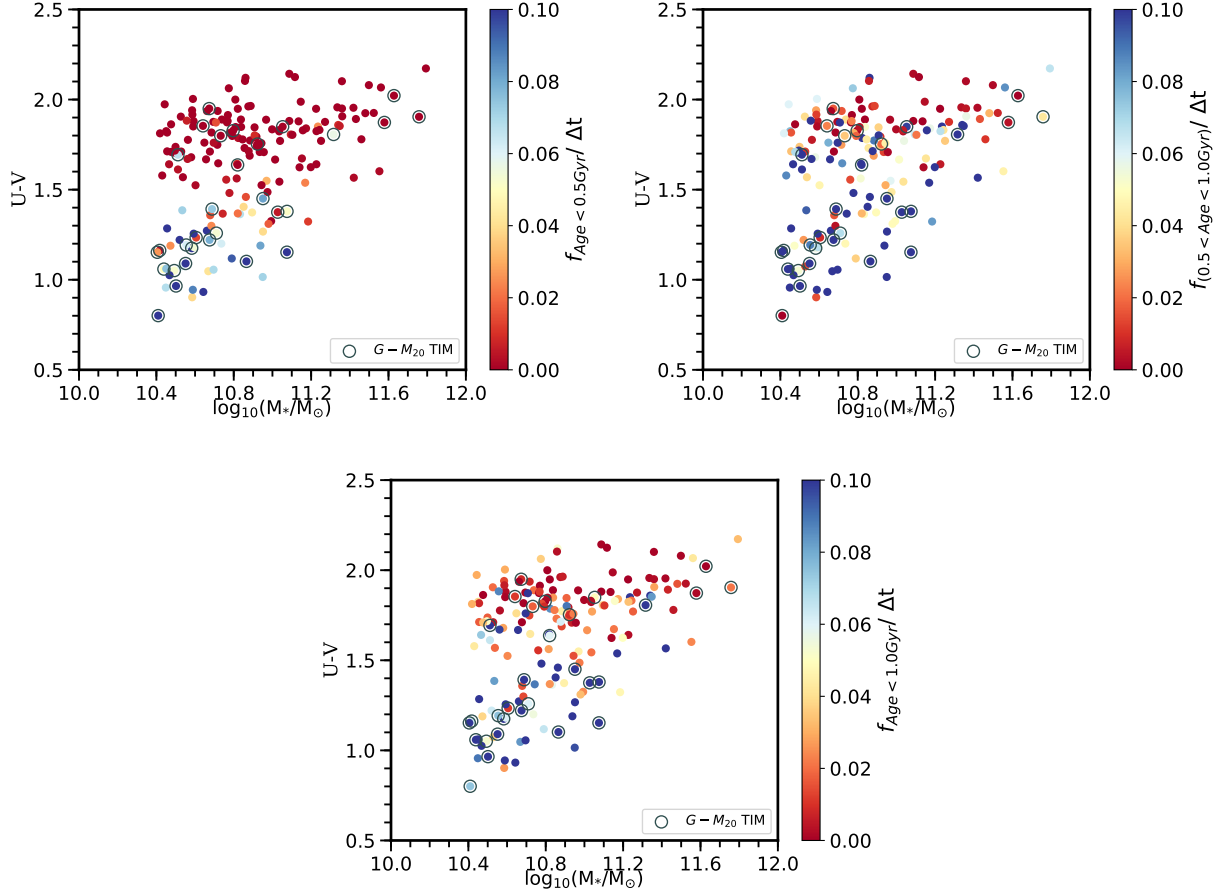 2.5
2.0
1.5
1.0
0.5
U-V
10.0 10.4 10.8 11.2 11.6 12.0
log₁₀(M*/M⊙)
G − M₂₀ TIM
0.10
0.08
0.06
0.04
0.02
0.00
f_Age<0.5Gyr/ Δt
2.5
2.0
1.5
1.0
0.5
U-V
10.0 10.4 10.8 11.2 11.6 12.0
log₁₀(M*/M⊙)
G − M₂₀ TIM
0.10
0.08
0.06
0.04
0.02
0.00
f_(0.5<Age<1.0Gyr)/ Δt
2.5
2.0
1.5
1.0
0.5
U-V
10.0 10.4 10.8 11.2 11.6 12.0
log₁₀(M*/M⊙)
G − M₂₀ TIM
0.10
0.08
0.06
0.04
0.02
0.00
f_Age<1.0Gyr/ Δt